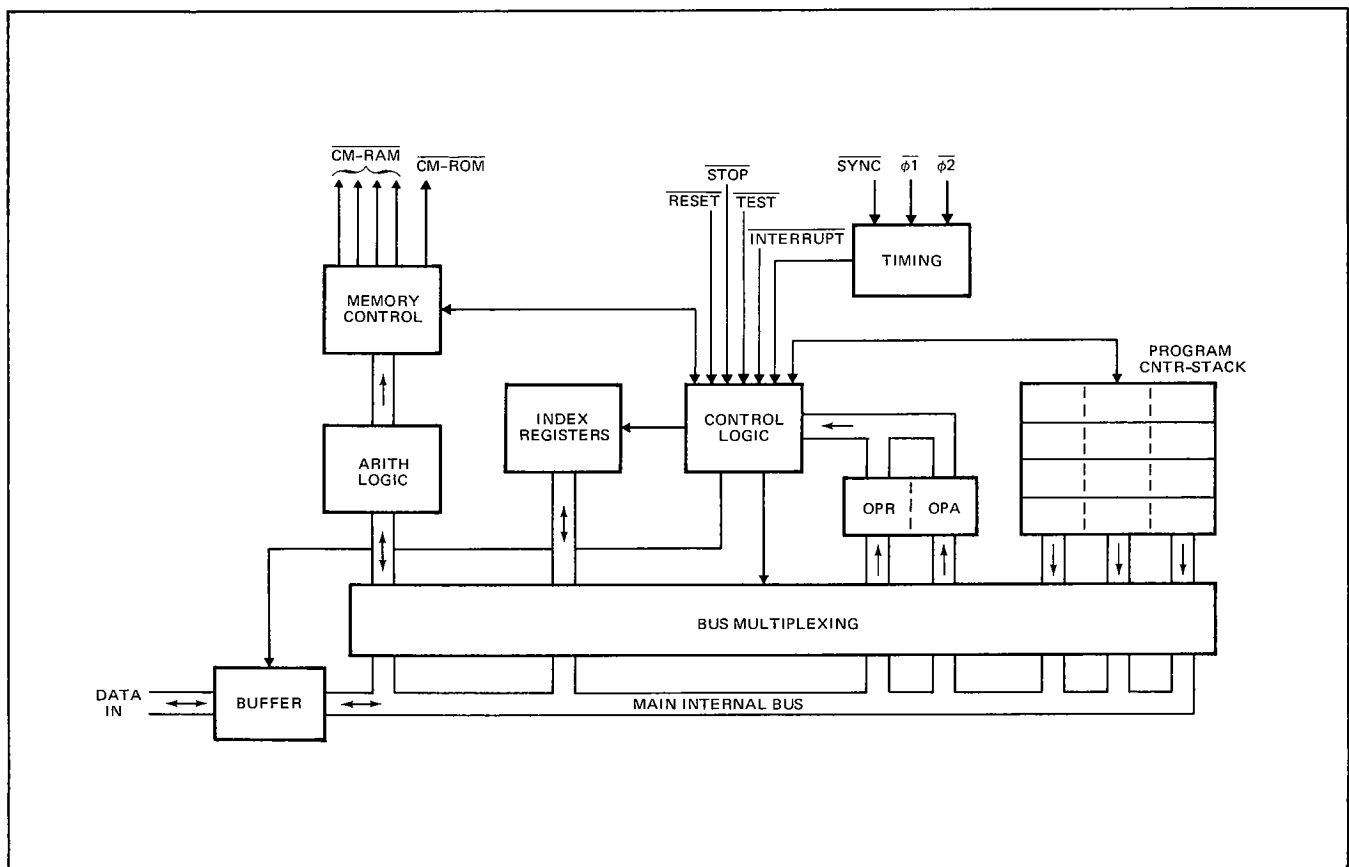 CM-RAM
CM-ROM
STOP
RESET
TEST
INTERRUPT
SYNC
ϕ1
ϕ2
TIMING
MEMORY
CONTROL
PROGRAM
CNTR-STACK
INDEX
REGISTERS
CONTROL
LOGIC
ARITH
LOGIC
OPR
OPA
BUS MULTIPLEXING
DATA
IN
BUFFER
MAIN INTERNAL BUS